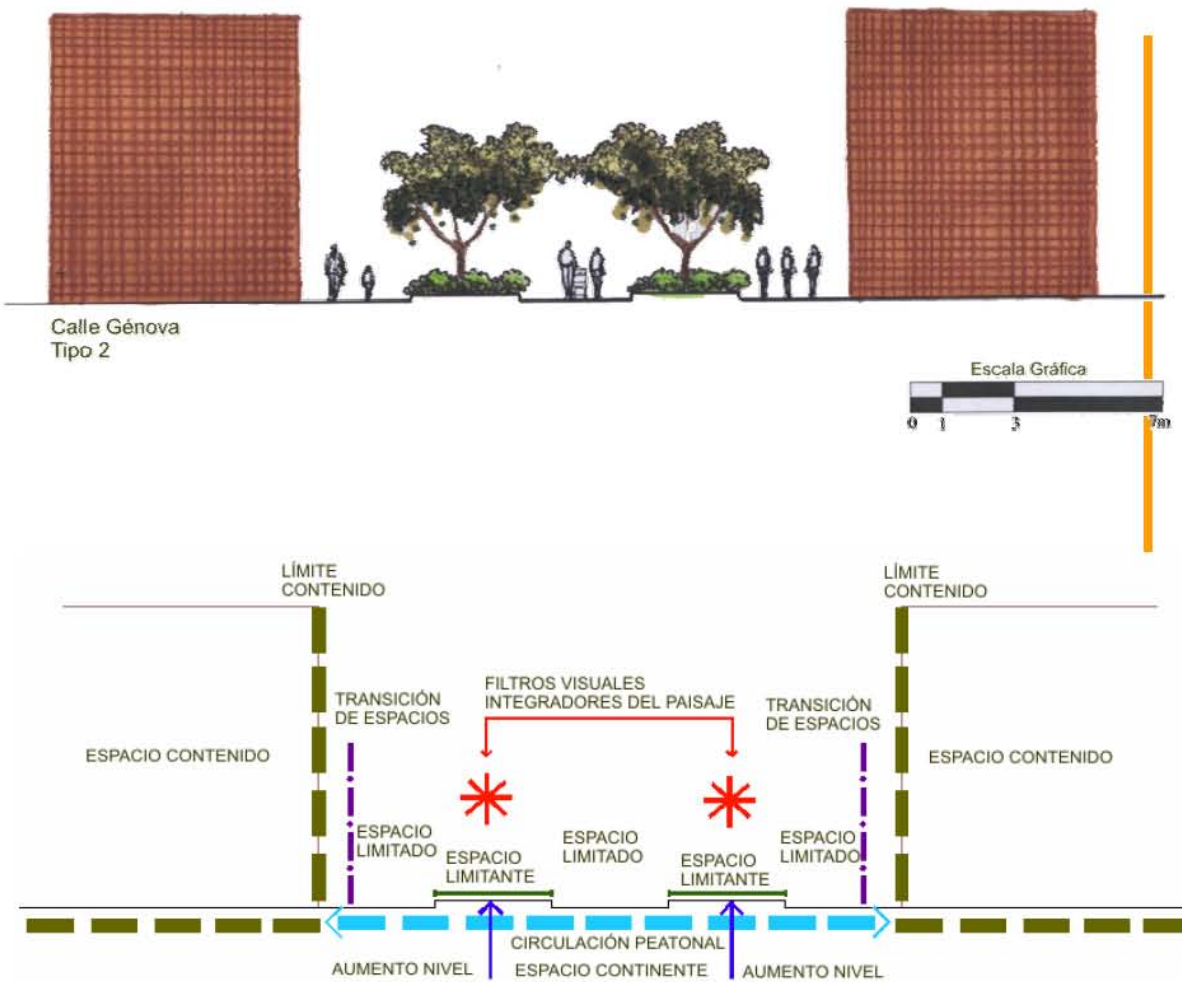 Calle Génova
Tipo 2
Escala Gráfica
0 1 3 7m
LÍMITE
CONTENIDO
LÍMITE
CONTENIDO
TRANSICIÓN
DE ESPACIOS
FILTROS VISUALES
INTEGRADORES DEL PAISAJE
TRANSICIÓN
DE ESPACIOS
ESPACIO CONTENIDO
ESPACIO CONTENIDO
ESPACIO
LIMITADO
ESPACIO
LIMITANTE
ESPACIO
LIMITADO
ESPACIO
LIMITANTE
ESPACIO
LIMITADO
CIRCULACIÓN PEATONAL
AUMENTO NIVEL
ESPACIO CONTINENTE
AUMENTO NIVEL